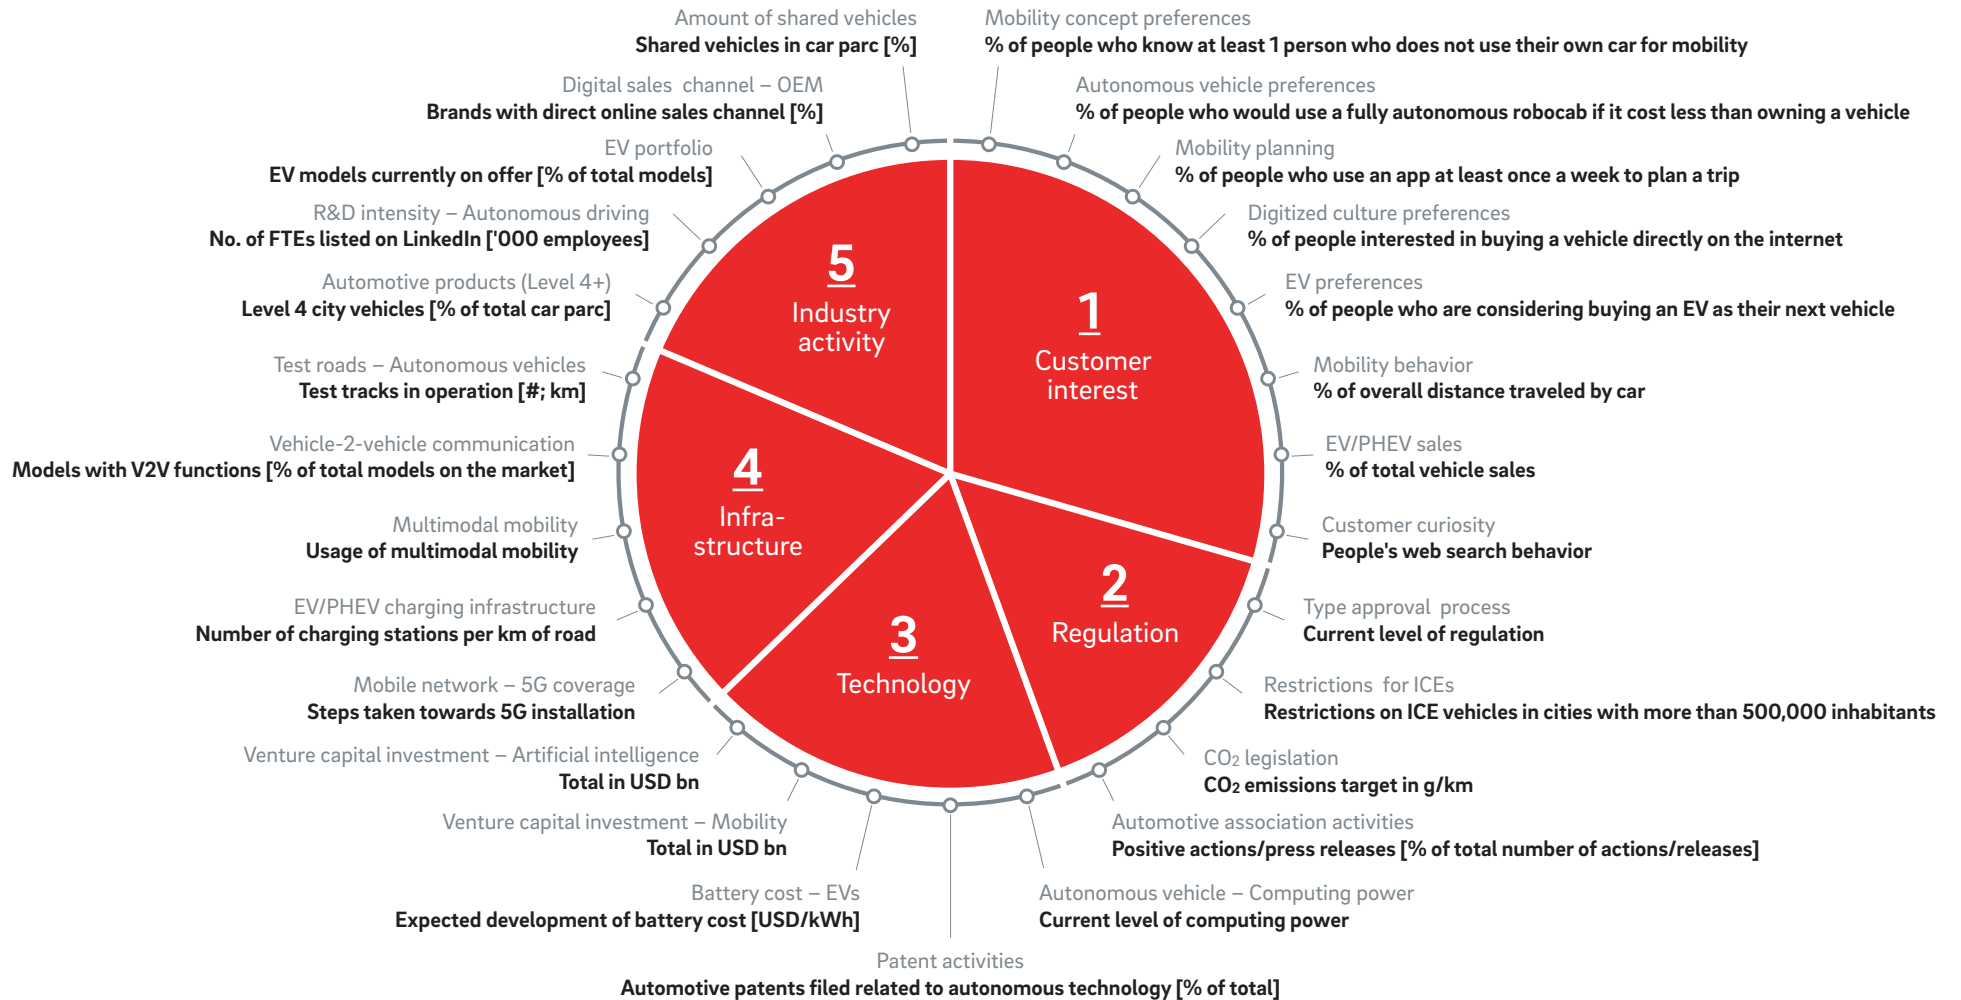 Amount of shared vehicles
Shared vehicles in car parc [%]
Mobility concept preferences
% of people who know at least 1 person who does not use their own car for mobility
Digital sales channel – OEM
Brands with direct online sales channel [%]
Autonomous vehicle preferences
% of people who would use a fully autonomous robocab if it cost less than owning a vehicle
EV portfolio
EV models currently on offer [% of total models]
Mobility planning
% of people who use an app at least once a week to plan a trip
R&D intensity – Autonomous driving
No. of FTEs listed on LinkedIn ['000 employees]
Digitized culture preferences
% of people interested in buying a vehicle directly on the internet
Automotive products (Level 4+)
Level 4 city vehicles [% of total car parc]
EV preferences
% of people who are considering buying an EV as their next vehicle
5
Industry
activity
1
Customer
interest
Test roads – Autonomous vehicles
Test tracks in operation [#; km]
Mobility behavior
% of overall distance traveled by car
Vehicle-2-vehicle communication
Models with V2V functions [% of total models on the market]
EV/PHEV sales
% of total vehicle sales
4
Infra-
structure
Multimodal mobility
Usage of multimodal mobility
Customer curiosity
People's web search behavior
2
Regulation
3
Technology
EV/PHEV charging infrastructure
Number of charging stations per km of road
Type approval process
Current level of regulation
Mobile network – 5G coverage
Steps taken towards 5G installation
Restrictions for ICEs
Restrictions on ICE vehicles in cities with more than 500,000 inhabitants
Venture capital investment – Artificial intelligence
Total in USD bn
CO2 legislation
CO2 emissions target in g/km
Venture capital investment – Mobility
Total in USD bn
Automotive association activities
Positive actions/press releases [% of total number of actions/releases]
Battery cost – EVs
Expected development of battery cost [USD/kWh]
Autonomous vehicle – Computing power
Current level of computing power
Patent activities
Automotive patents filed related to autonomous technology [% of total]